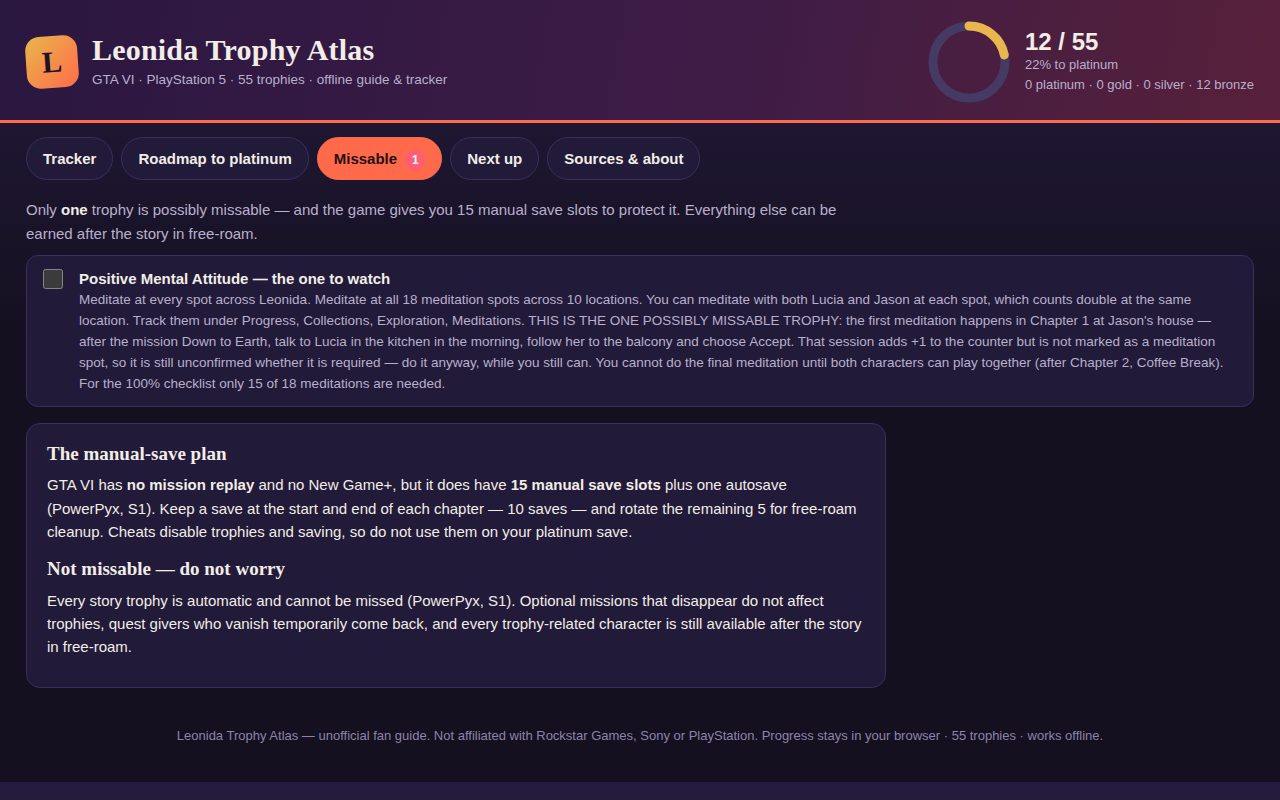 L
Leonida Trophy Atlas
GTA VI · PlayStation 5 · 55 trophies · offline guide & tracker
12 / 55
22% to platinum
0 platinum · 0 gold · 0 silver · 12 bronze
Tracker
Roadmap to platinum
Missable 1
Next up
Sources & about
Only one trophy is possibly missable — and the game gives you 15 manual save slots to protect it. Everything else can be
earned after the story in free-roam.
Positive Mental Attitude — the one to watch
Meditate at every spot across Leonida. Meditate at all 18 meditation spots across 10 locations. You can meditate with both Lucia and Jason at each spot, which counts double at the same
location. Track them under Progress, Collections, Exploration, Meditations. THIS IS THE ONE POSSIBLY MISSABLE TROPHY: the first meditation happens in Chapter 1 at Jason's house —
after the mission Down to Earth, talk to Lucia in the kitchen in the morning, follow her to the balcony and choose Accept. That session adds +1 to the counter but is not marked as a meditation
spot, so it is still unconfirmed whether it is required — do it anyway, while you still can. You cannot do the final meditation until both characters can play together (after Chapter 2, Coffee Break).
For the 100% checklist only 15 of 18 meditations are needed.
The manual-save plan
GTA VI has no mission replay and no New Game+, but it does have 15 manual save slots plus one autosave
(PowerPyx, S1). Keep a save at the start and end of each chapter — 10 saves — and rotate the remaining 5 for free-roam
cleanup. Cheats disable trophies and saving, so do not use them on your platinum save.
Not missable — do not worry
Every story trophy is automatic and cannot be missed (PowerPyx, S1). Optional missions that disappear do not affect
trophies, quest givers who vanish temporarily come back, and every trophy-related character is still available after the story
in free-roam.
Leonida Trophy Atlas — unofficial fan guide. Not affiliated with Rockstar Games, Sony or PlayStation. Progress stays in your browser · 55 trophies · works offline.